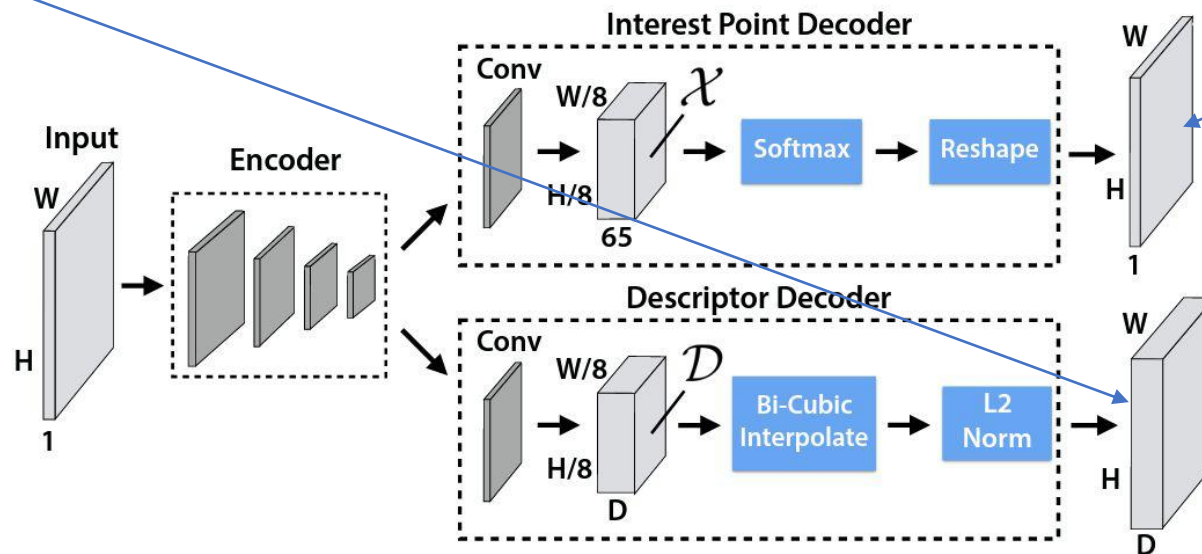 Interest Point Decoder
Conv
W/8
𝒳
H/8
65
Softmax
Reshape
W
H
1
Input
W
H
1
Encoder
Descriptor Decoder
Conv
W/8
𝒟
H/8
D
Bi-Cubic
Interpolate
L2
Norm
W
H
D